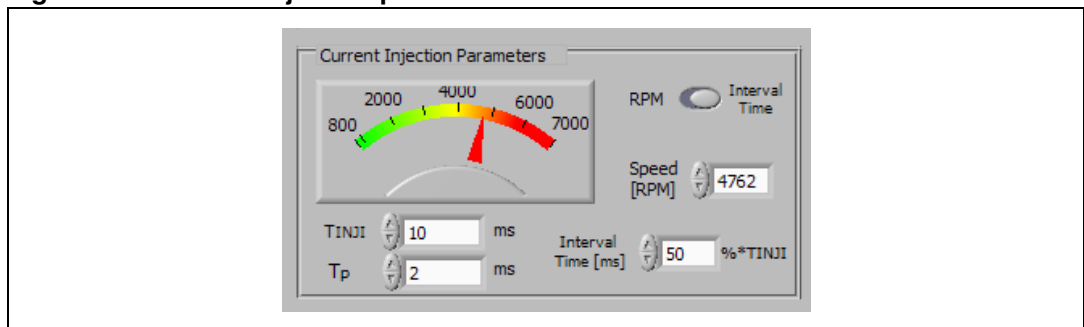 Current Injection Parameters
800
2000
4000
6000
7000
RPM
Interval
Time
Speed
[RPM]
4762
TINJI
10
ms
Interval
Time [ms]
50
%*TINJI
Tp
2
ms